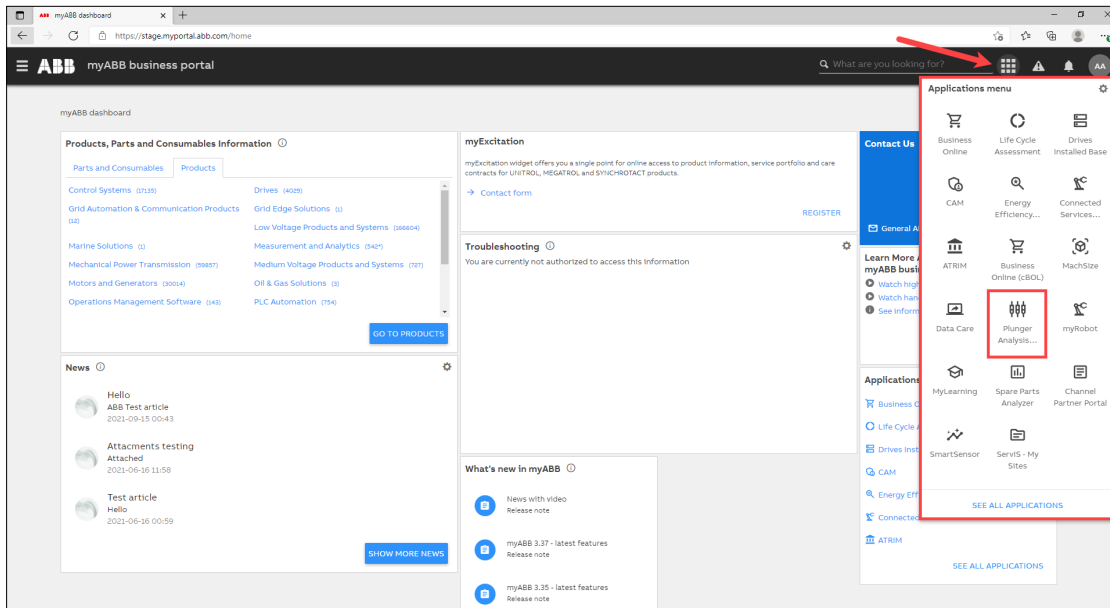 ABB myABB dashboard
https://stage.myportal.abb.com/home
ABB myABB business portal
What are you looking for?
AA
myABB dashboard
Products, Parts and Consumables Information
Parts and Consumables Products
Control Systems (17135)
Drives (4029)
Grid Automation & Communication Products
(12)
Grid Edge Solutions (1)
Low Voltage Products and Systems (166604)
Marine Solutions (1)
Measurement and Analytics (542*)
Mechanical Power Transmission (59857)
Medium Voltage Products and Systems (727)
Motors and Generators (30014)
Oil & Gas Solutions (3)
Operations Management Software (143)
PLC Automation (754)
GO TO PRODUCTS
News
Hello
ABB Test article
2021-09-15 00:43
Attacments testing
Attached
2021-06-16 11:58
Test article
Hello
2021-06-16 00:59
SHOW MORE NEWS
myExcitation
myExcitation widget offers you a single point for online access to product information, service portfolio and care
contracts for UNITROL, MEGATROL and SYNCHROTACT products.
Contact form
REGISTER
Troubleshooting
You are currently not authorized to access this information
What's new in myABB
News with video
Release note
myABB 3.37 - latest features
Release note
myABB 3.35 - latest features
Release note
Contact Us
General A
Learn More
myABB busi
Watch high
Watch han
See inform
Applications
Business O
Life Cycle
Drives Inst
CAM
Energy Eff
Connected
ATRIM
SEE ALL APPLICATIONS
Applications menu
Business
Online
Life Cycle
Assessment
Drives
Installed Base
CAM
Energy
Efficiency...
Connected
Services...
ATRIM
Business
Online (cBOL)
MachSize
Data Care
Plunger
Analysis...
myRobot
MyLearning
Spare Parts
Analyzer
Channel
Partner Portal
SmartSensor
ServIS - My
Sites
SEE ALL APPLICATIONS